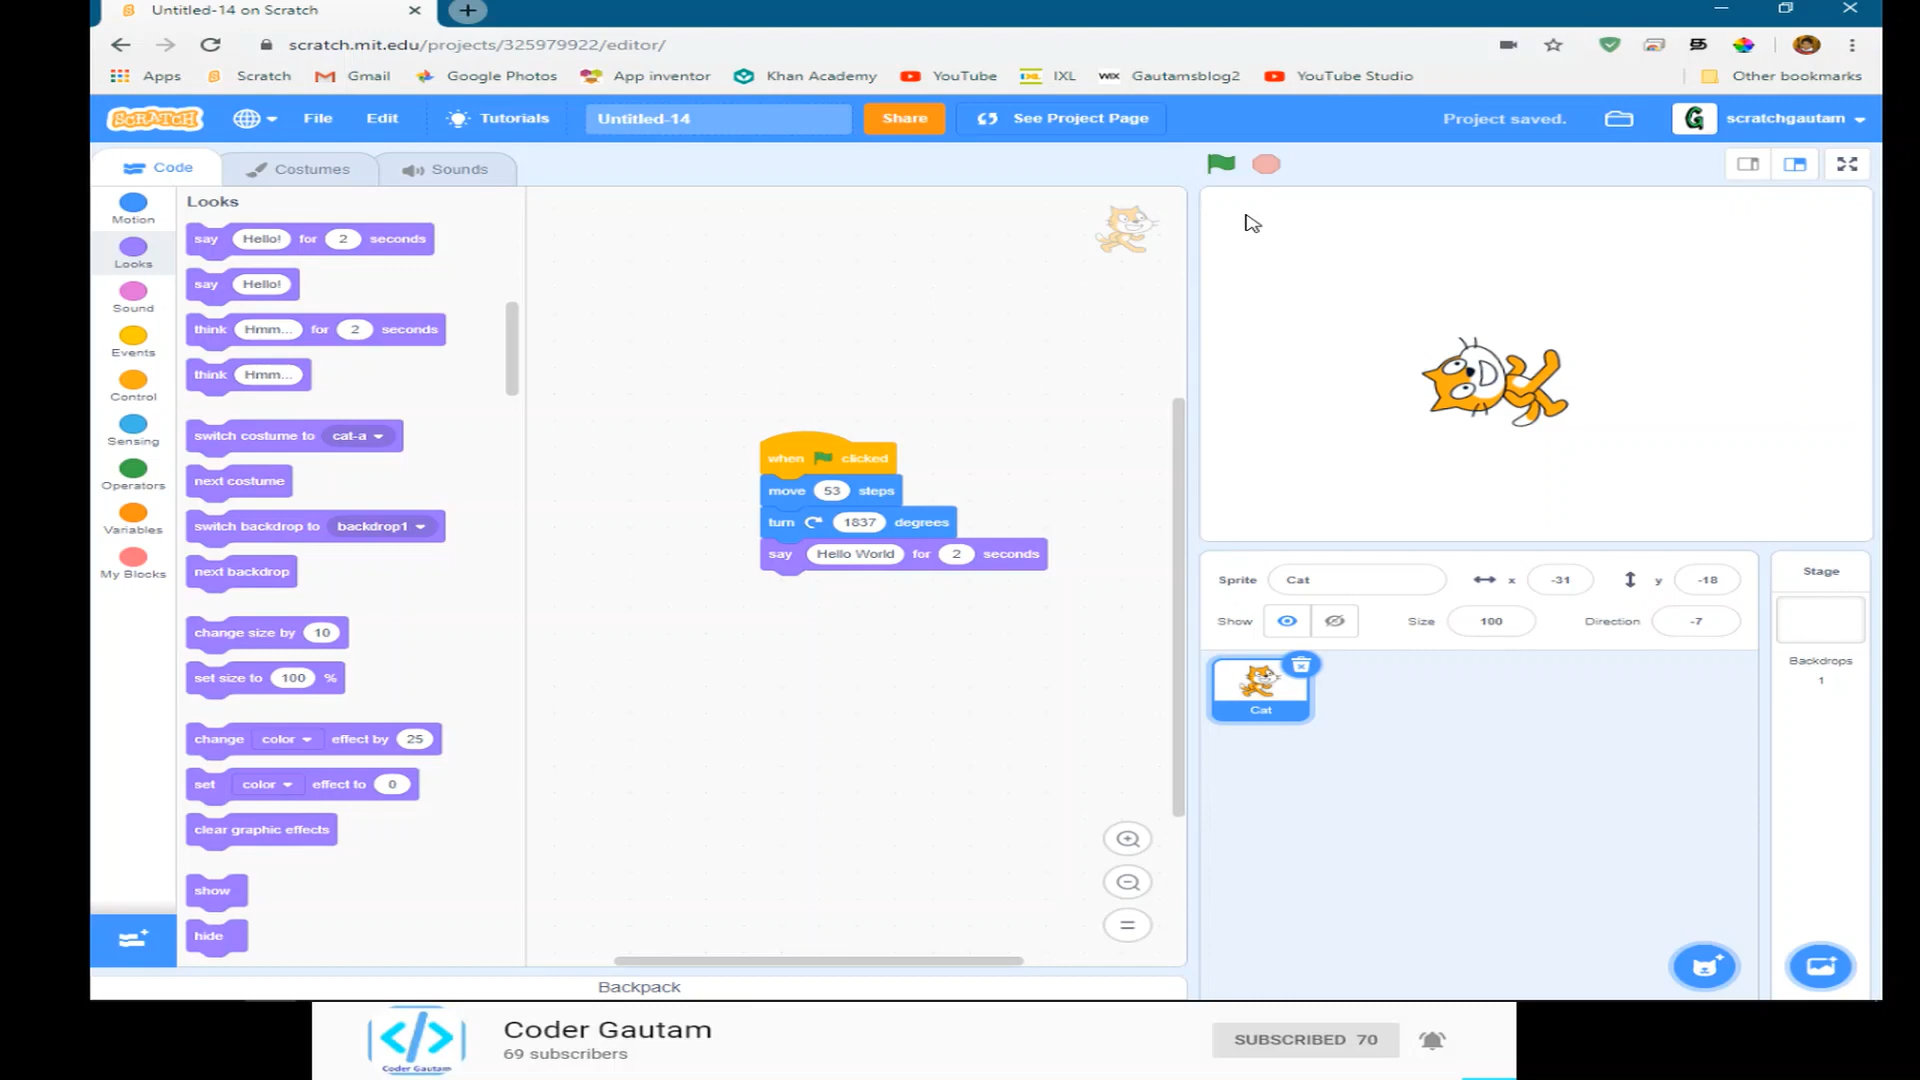 Untitled-14 on Scratch
scratch.mit.edu/projects/325979922/editor/
Apps Scratch Gmail Google Photos App inventor Khan Academy YouTube IXL WIX Gautamsblog2 YouTube Studio Other bookmarks
SCRATCH File Edit Tutorials Untitled-14 Share See Project Page Project saved. scratchgautam
Code Costumes Sounds
Motion
Looks
Sound
Events
Control
Sensing
Operators
Variables
My Blocks
Looks
say Hello! for 2 seconds
say Hello!
think Hmm... for 2 seconds
think Hmm...
switch costume to cat-a
next costume
switch backdrop to backdrop1
next backdrop
change size by 10
set size to 100 %
change color effect by 25
set color effect to 0
clear graphic effects
show
hide
when clicked
move 53 steps
turn 1837 degrees
say Hello World for 2 seconds
Sprite Cat x -31 y -18
Show Size 100 Direction -7
Cat
Stage
Backdrops
1
Backpack
Coder Gautam
69 subscribers
Coder Gautam
SUBSCRIBED 70